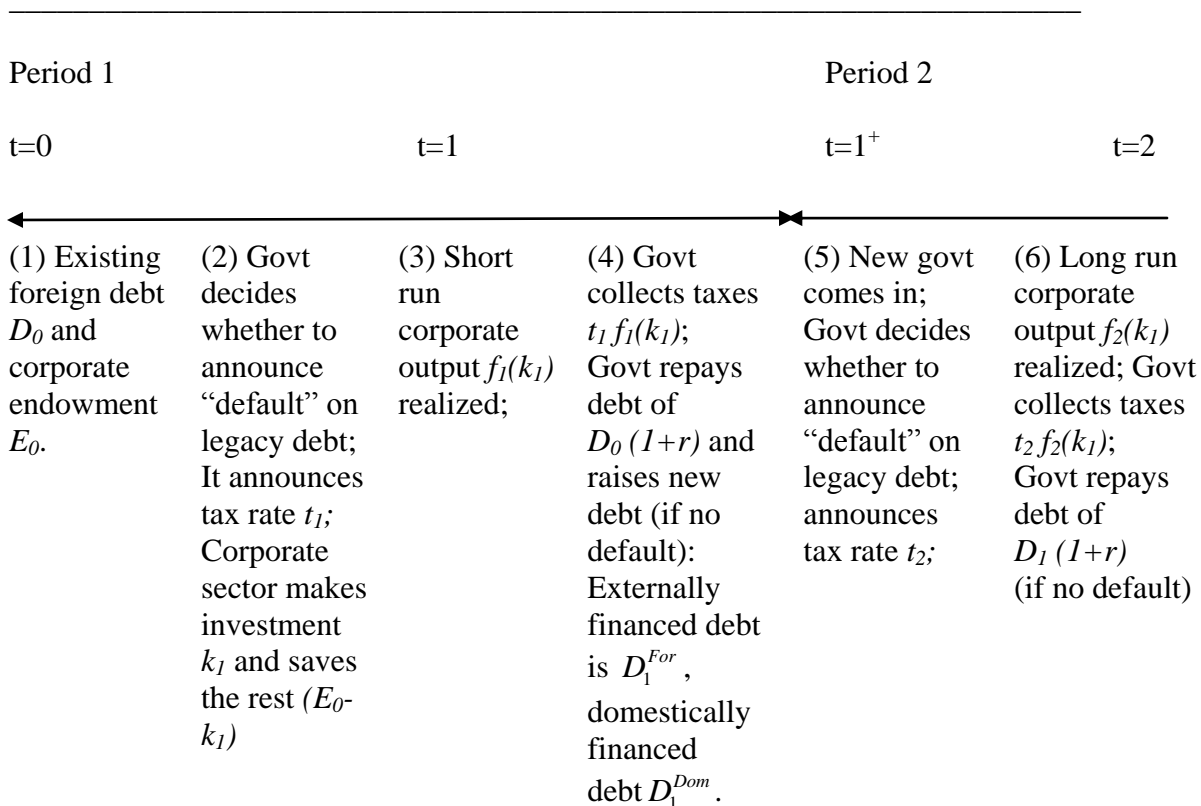 Period 1 Period 2
t=0 t=1 t=1+ t=2
(1) Existing
foreign debt
D0 and
corporate
endowment
E0.
(2) Govt
decides
whether to
announce
“default” on
legacy debt;
It announces
tax rate t1;
Corporate
sector makes
investment
k1 and saves
the rest (E0-
k1)
(3) Short
run
corporate
output f1(k1)
realized;
(4) Govt
collects taxes
t1 f1(k1);
Govt repays
debt of
D0 (1+r) and
raises new
debt (if no
default):
Externally
financed debt
is D1^For ,
domestically
financed
debt D1^Dom .
(5) New govt
comes in;
Govt decides
whether to
announce
“default” on
legacy debt;
announces
tax rate t2;
(6) Long run
corporate
output f2(k1)
realized; Govt
collects taxes
t2 f2(k1);
Govt repays
debt of
D1 (1+r)
(if no default)